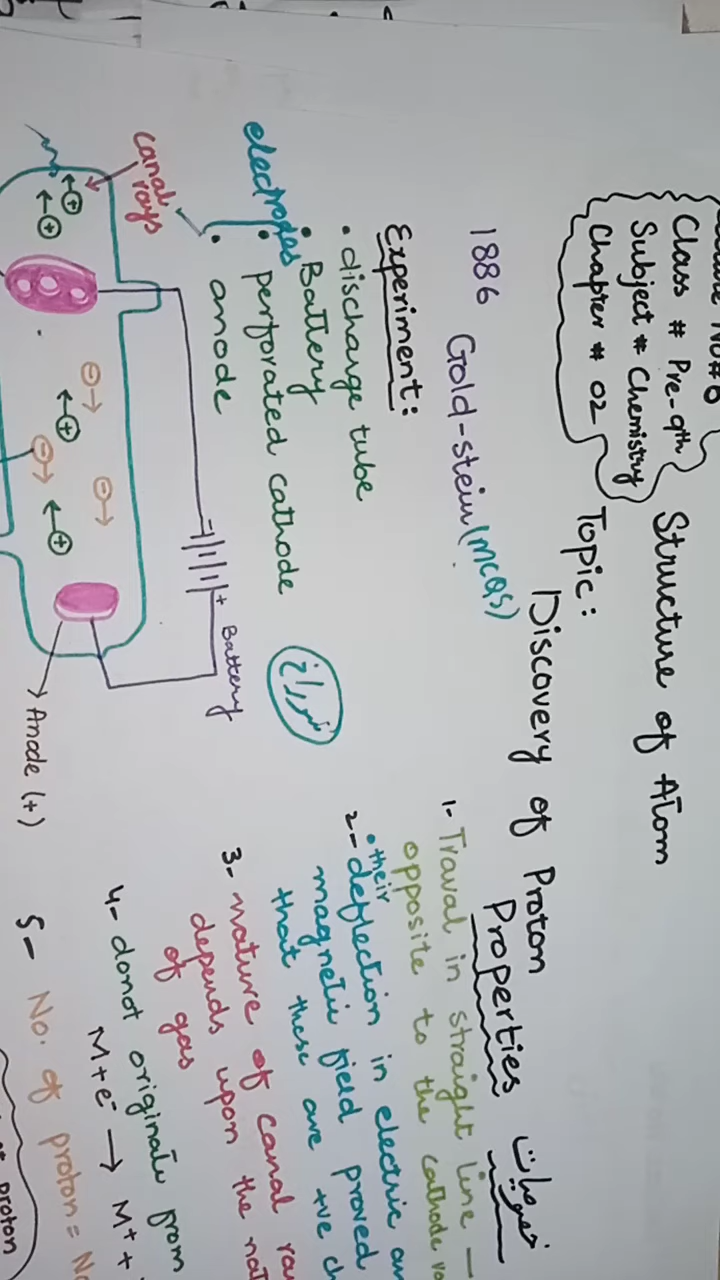 Class # Pre-9th
Subject # Chemistry
Chapter # 02
Structure of Atom
Topic:
Discovery of Proton
1886 Gold-stein (MCQS)
Experiment:
• discharge tube
• Battery
• perforated cathode
• anode
electrodes
canal rays
Battery
+
Anode (+)
Properties خصوصیات
1- Traval in straight line —
opposite to the cathode
2- their deflection in electric
magnetic field proved
that these are +ve
3- nature of canal
depends upon the
of gas
4- donot originate from
M+e⁻ → M⁺ +
5- No. of proton =
proton